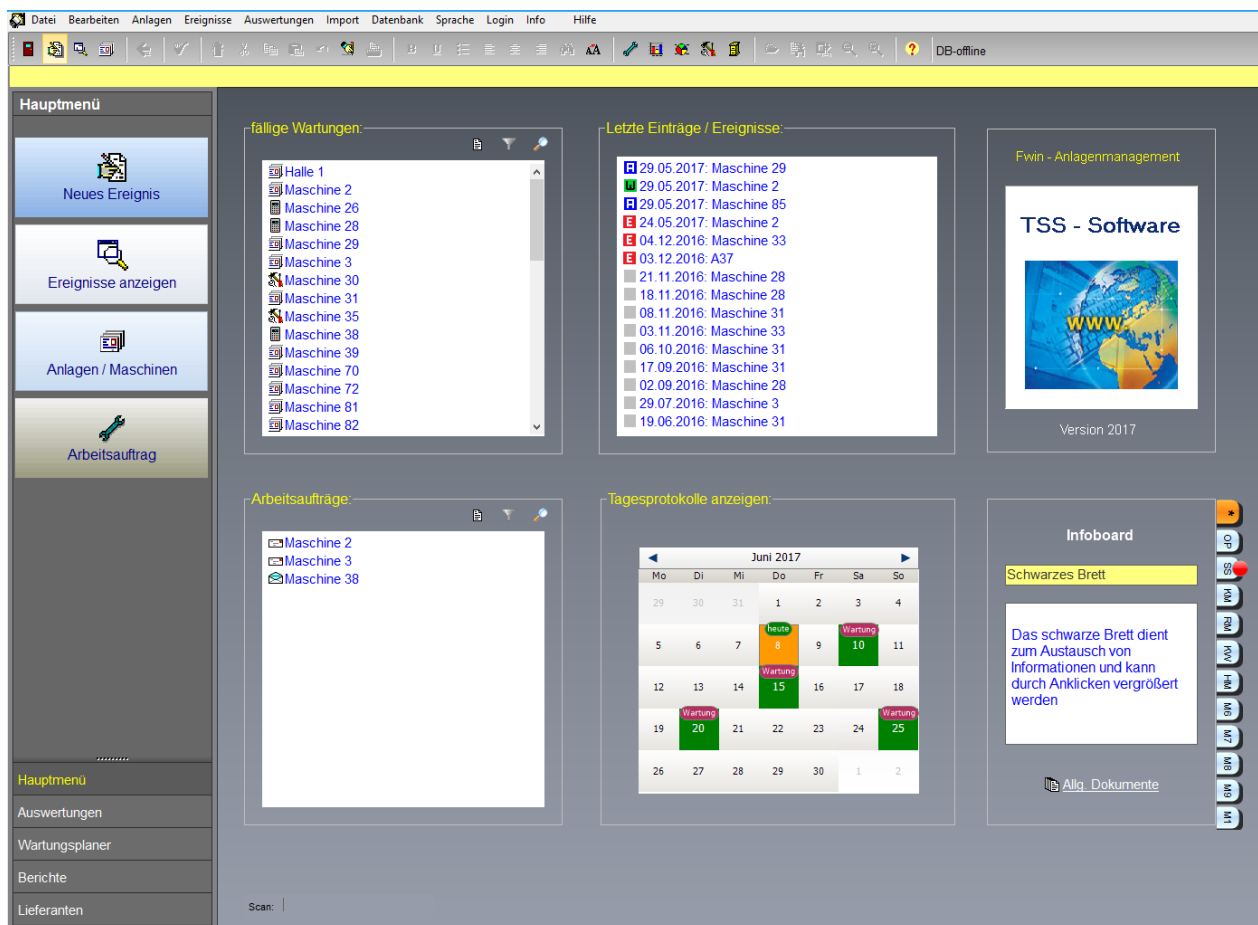 Datei Bearbeiten Anlagen Ereignisse Auswertungen Import Datenbank Sprache Login Info Hilfe
DB-offline
Hauptmenü
Neues Ereignis
Ereignisse anzeigen
Anlagen / Maschinen
Arbeitsauftrag
Hauptmenü
Auswertungen
Wartungsplaner
Berichte
Lieferanten
fällige Wartungen:
Halle 1
Maschine 2
Maschine 26
Maschine 28
Maschine 29
Maschine 3
Maschine 30
Maschine 31
Maschine 35
Maschine 38
Maschine 39
Maschine 70
Maschine 72
Maschine 81
Maschine 82
Letzte Einträge / Ereignisse:
A 29.05.2017: Maschine 29
W 29.05.2017: Maschine 2
A 29.05.2017: Maschine 85
E 24.05.2017: Maschine 2
E 04.12.2016: Maschine 33
E 03.12.2016: A37
21.11.2016: Maschine 28
18.11.2016: Maschine 28
08.11.2016: Maschine 31
03.11.2016: Maschine 33
06.10.2016: Maschine 31
17.09.2016: Maschine 31
02.09.2016: Maschine 28
29.07.2016: Maschine 3
19.06.2016: Maschine 31
Fwin - Anlagenmanagement
TSS - Software
www.
Version 2017
Arbeitsaufträge:
Maschine 2
Maschine 3
Maschine 38
Tagesprotokolle anzeigen:
Juni 2017
Mo Di Mi Do Fr Sa So
29 30 31 1 2 3 4
heute Wartung
5 6 7 8 9 10 11
Wartung
12 13 14 15 16 17 18
Wartung Wartung
19 20 21 22 23 24 25
26 27 28 29 30 1 2
Infoboard
Schwarzes Brett
Das schwarze Brett dient
zum Austausch von
Informationen und kann
durch Anklicken vergrößert
werden
Allg. Dokumente
*
OP
SS
KM
RM
KW
HM
M6
M7
M8
M9
M1
Scan: